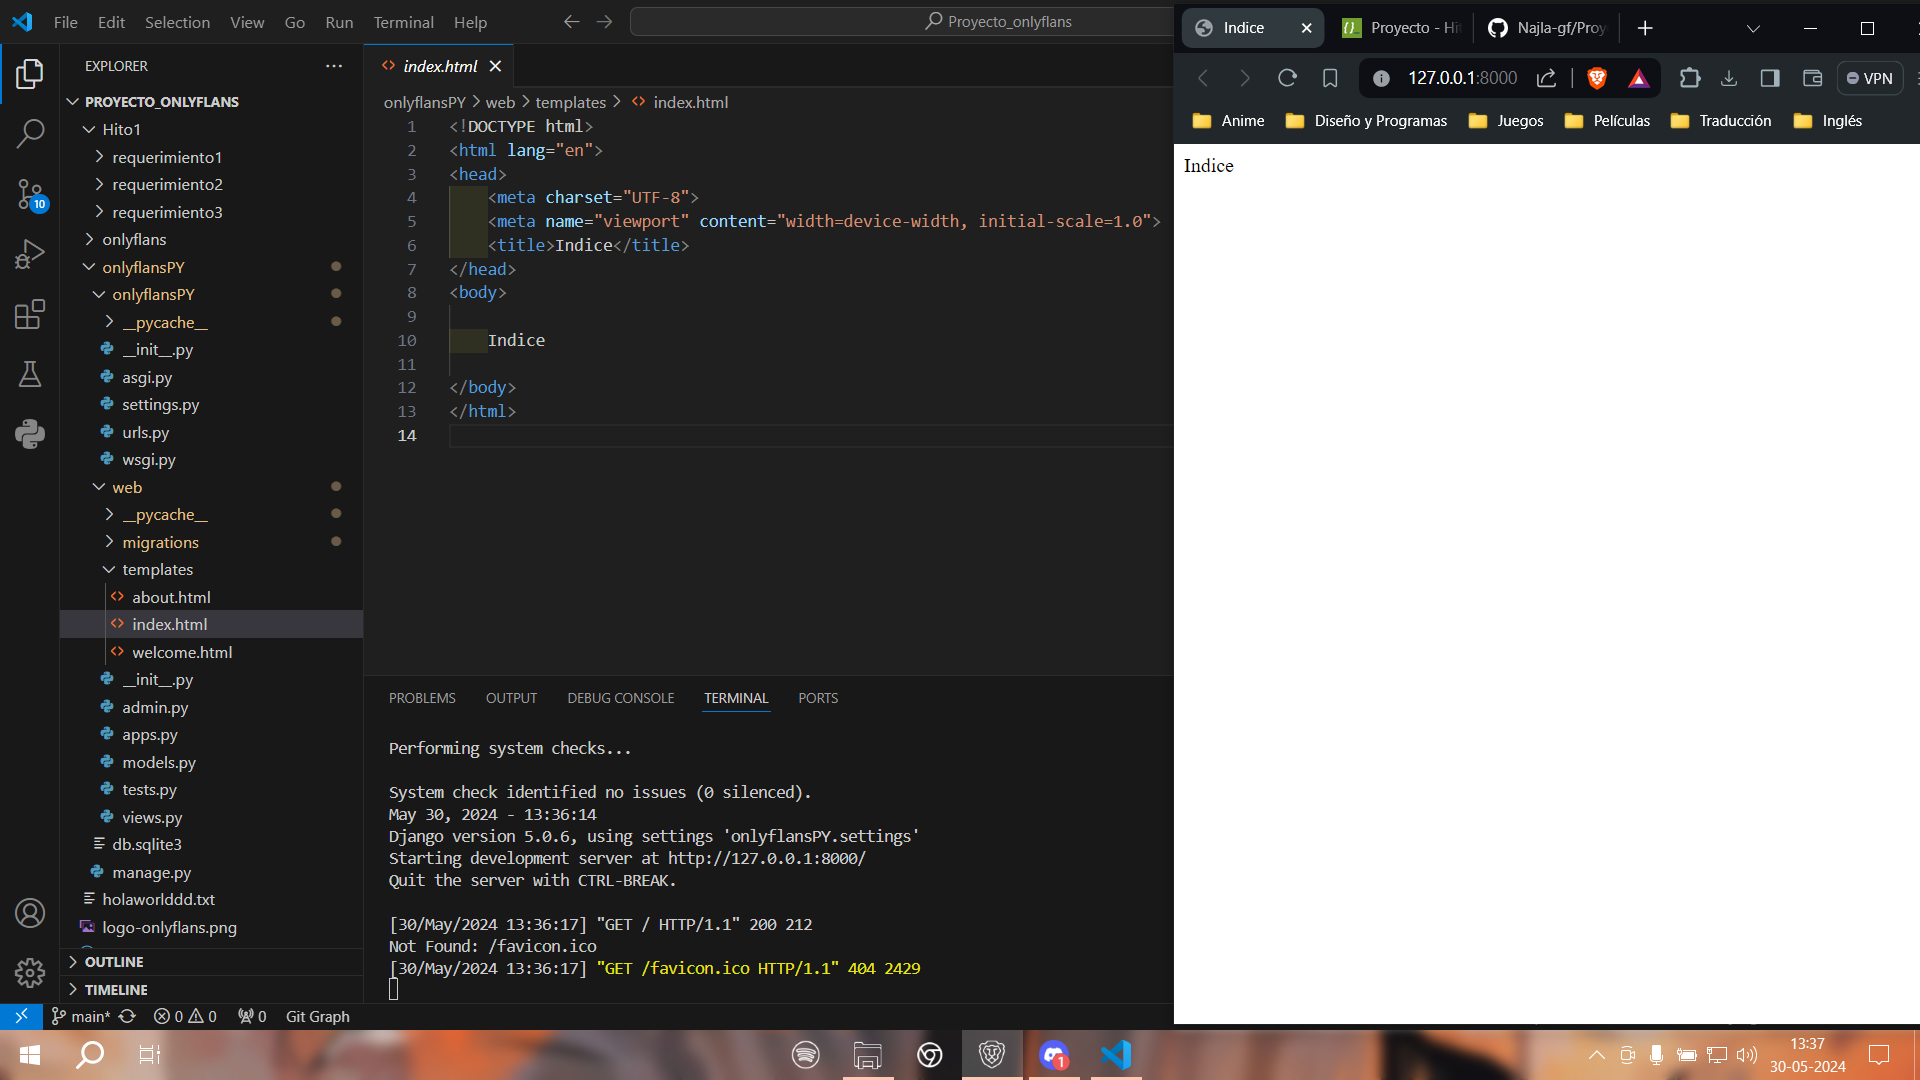 File Edit Selection View Go Run Terminal Help
Proyecto_onlyflans
EXPLORER
PROYECTO_ONLYFLANS
Hito1
requerimiento1
requerimiento2
requerimiento3
onlyflans
onlyflansPY
onlyflansPY
__pycache__
__init__.py
asgi.py
settings.py
urls.py
wsgi.py
web
__pycache__
migrations
templates
about.html
index.html
welcome.html
__init__.py
admin.py
apps.py
models.py
tests.py
views.py
db.sqlite3
manage.py
holaworlddd.txt
logo-onlyflans.png
OUTLINE
TIMELINE
10
index.html
onlyflansPY > web > templates > index.html
1 <!DOCTYPE html>
2 <html lang="en">
3 <head>
4 <meta charset="UTF-8">
5 <meta name="viewport" content="width=device-width, initial-scale=1.0">
6 <title>Indice</title>
7 </head>
8 <body>
9
10 Indice
11
12 </body>
13 </html>
14
PROBLEMS OUTPUT DEBUG CONSOLE TERMINAL PORTS
Performing system checks...
System check identified no issues (0 silenced).
May 30, 2024 - 13:36:14
Django version 5.0.6, using settings 'onlyflansPY.settings'
Starting development server at http://127.0.0.1:8000/
Quit the server with CTRL-BREAK.
[30/May/2024 13:36:17] "GET / HTTP/1.1" 200 212
Not Found: /favicon.ico
[30/May/2024 13:36:17] "GET /favicon.ico HTTP/1.1" 404 2429
main* 0 0 0 Git Graph
Indice Proyecto - Hit Najla-gf/Proy
127.0.0.1:8000 VPN
Anime Diseño y Programas Juegos Películas Traducción Inglés
Indice
1
13:37
30-05-2024